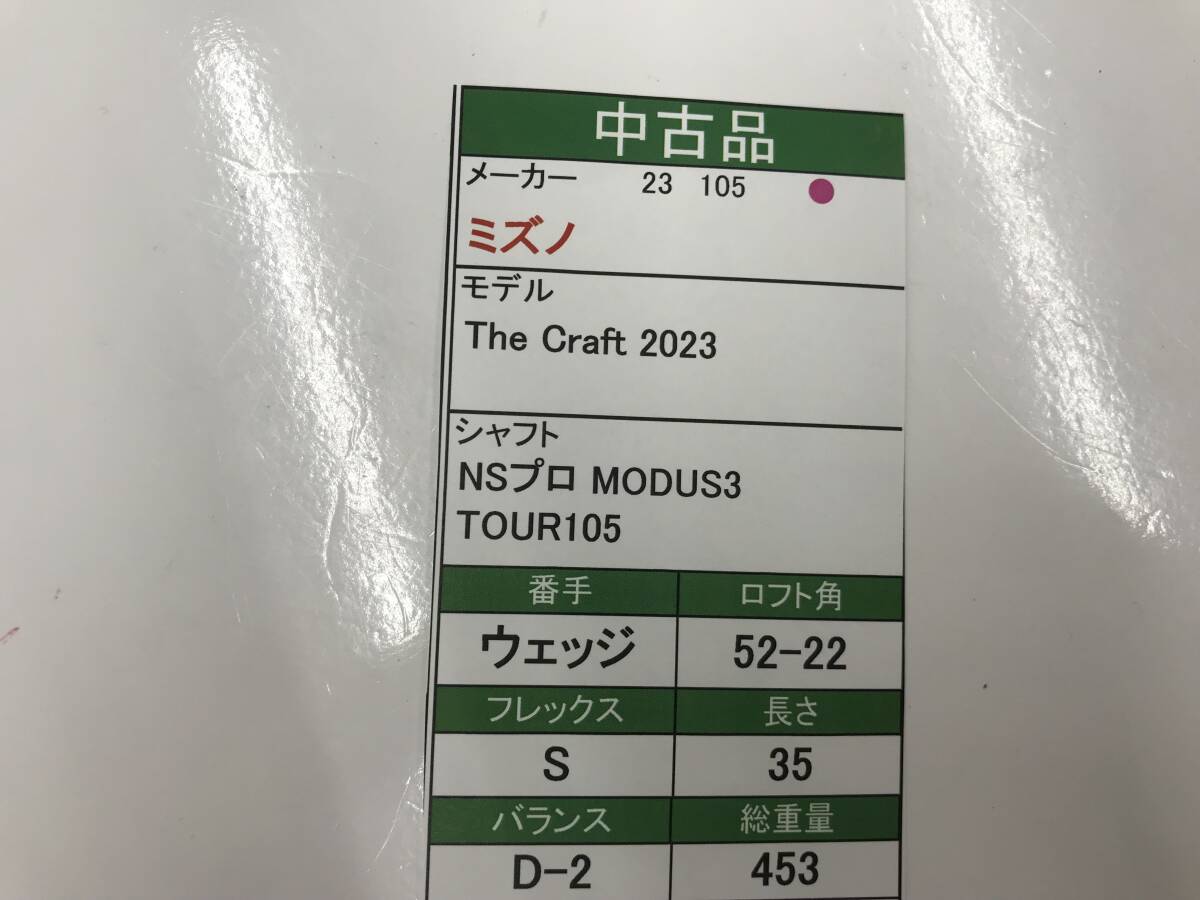 中古品
メーカー 23 105
ミズノ
モデル
The Craft 2023
シャフト
NSプロ MODUS3
TOUR105
番手 ロフト角
ウェッジ 52-22
フレックス 長さ
S 35
バランス 総重量
D-2 453